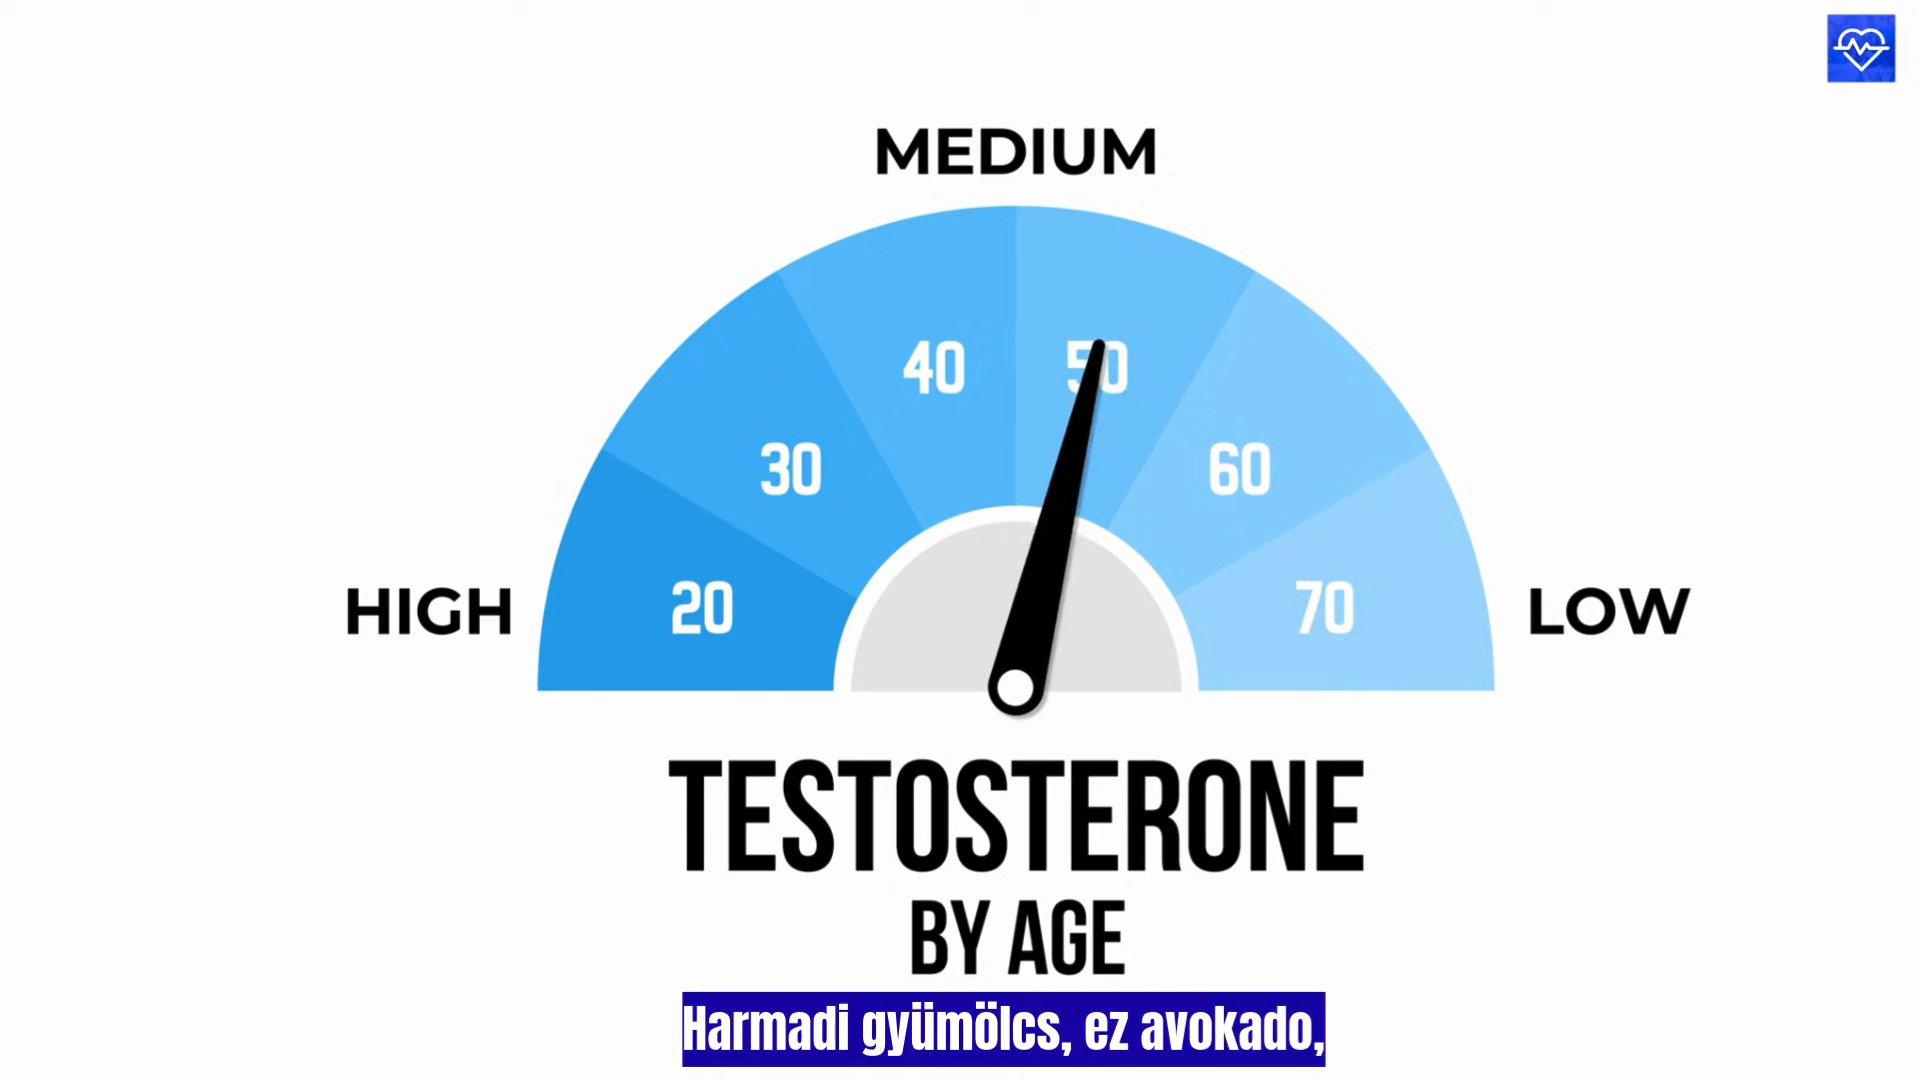 MEDIUM
40
50
30
60
20
70
HIGH
LOW
TESTOSTERONE
BY AGE
Harmadi gyümölcs, ez avokado,